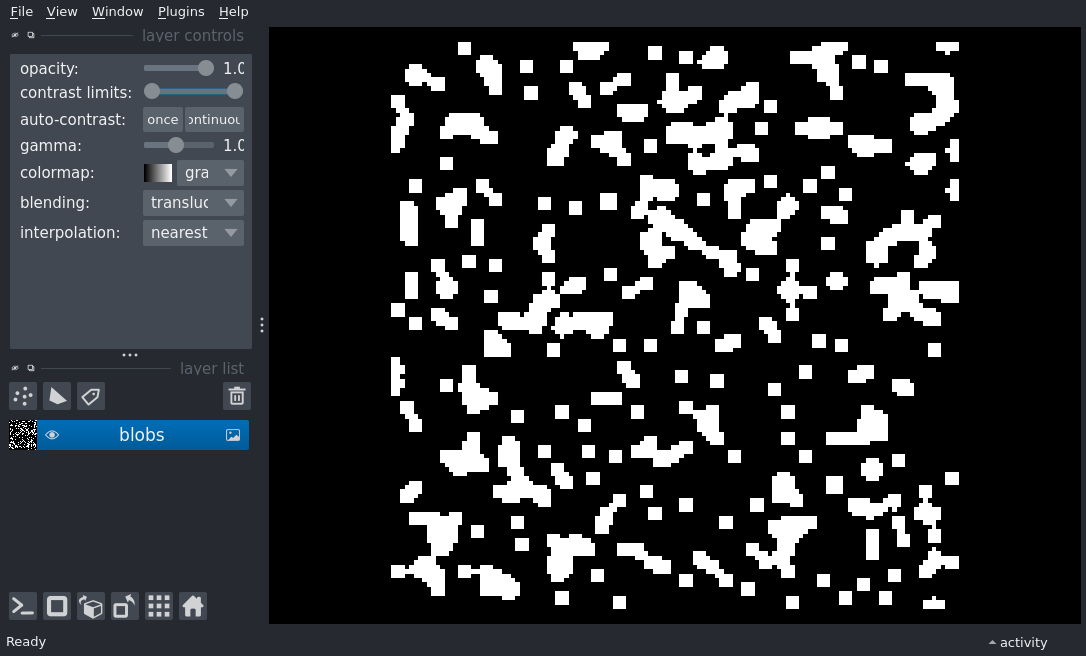 File View Window Plugins Help
layer controls
opacity: 1.0
contrast limits:
auto-contrast: once ontinuou
gamma: 1.0
colormap: gra
blending: transluc
interpolation: nearest
layer list
blobs
Ready
activity